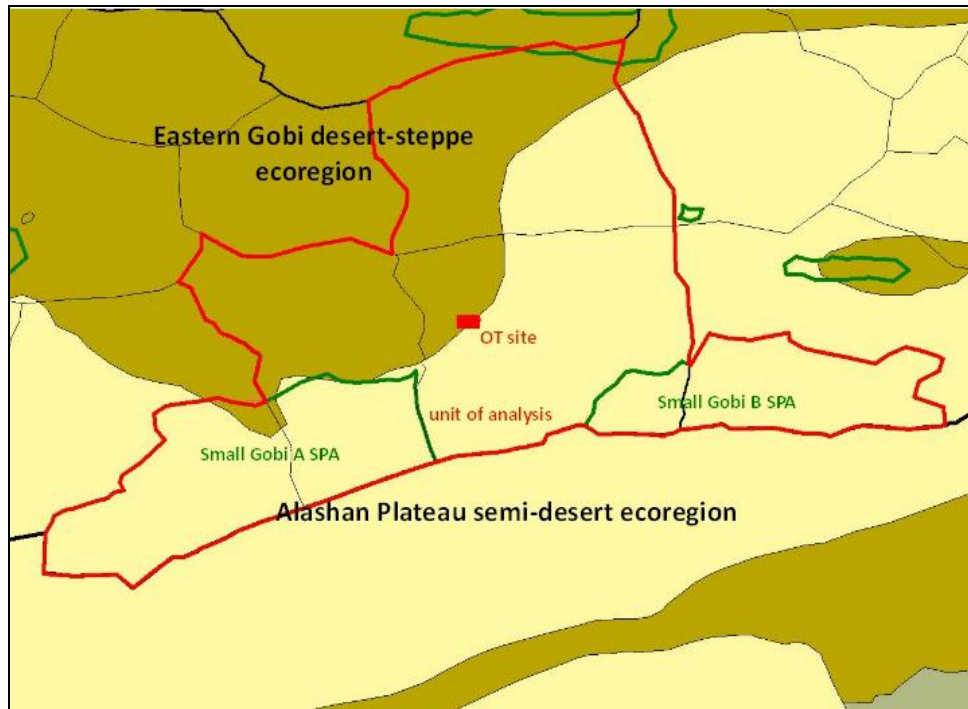 Eastern Gobi desert-steppe
ecoregion
OT site
unit of analysis
Small Gobi B SPA
Small Gobi A SPA
Alashan Plateau semi-desert ecoregion